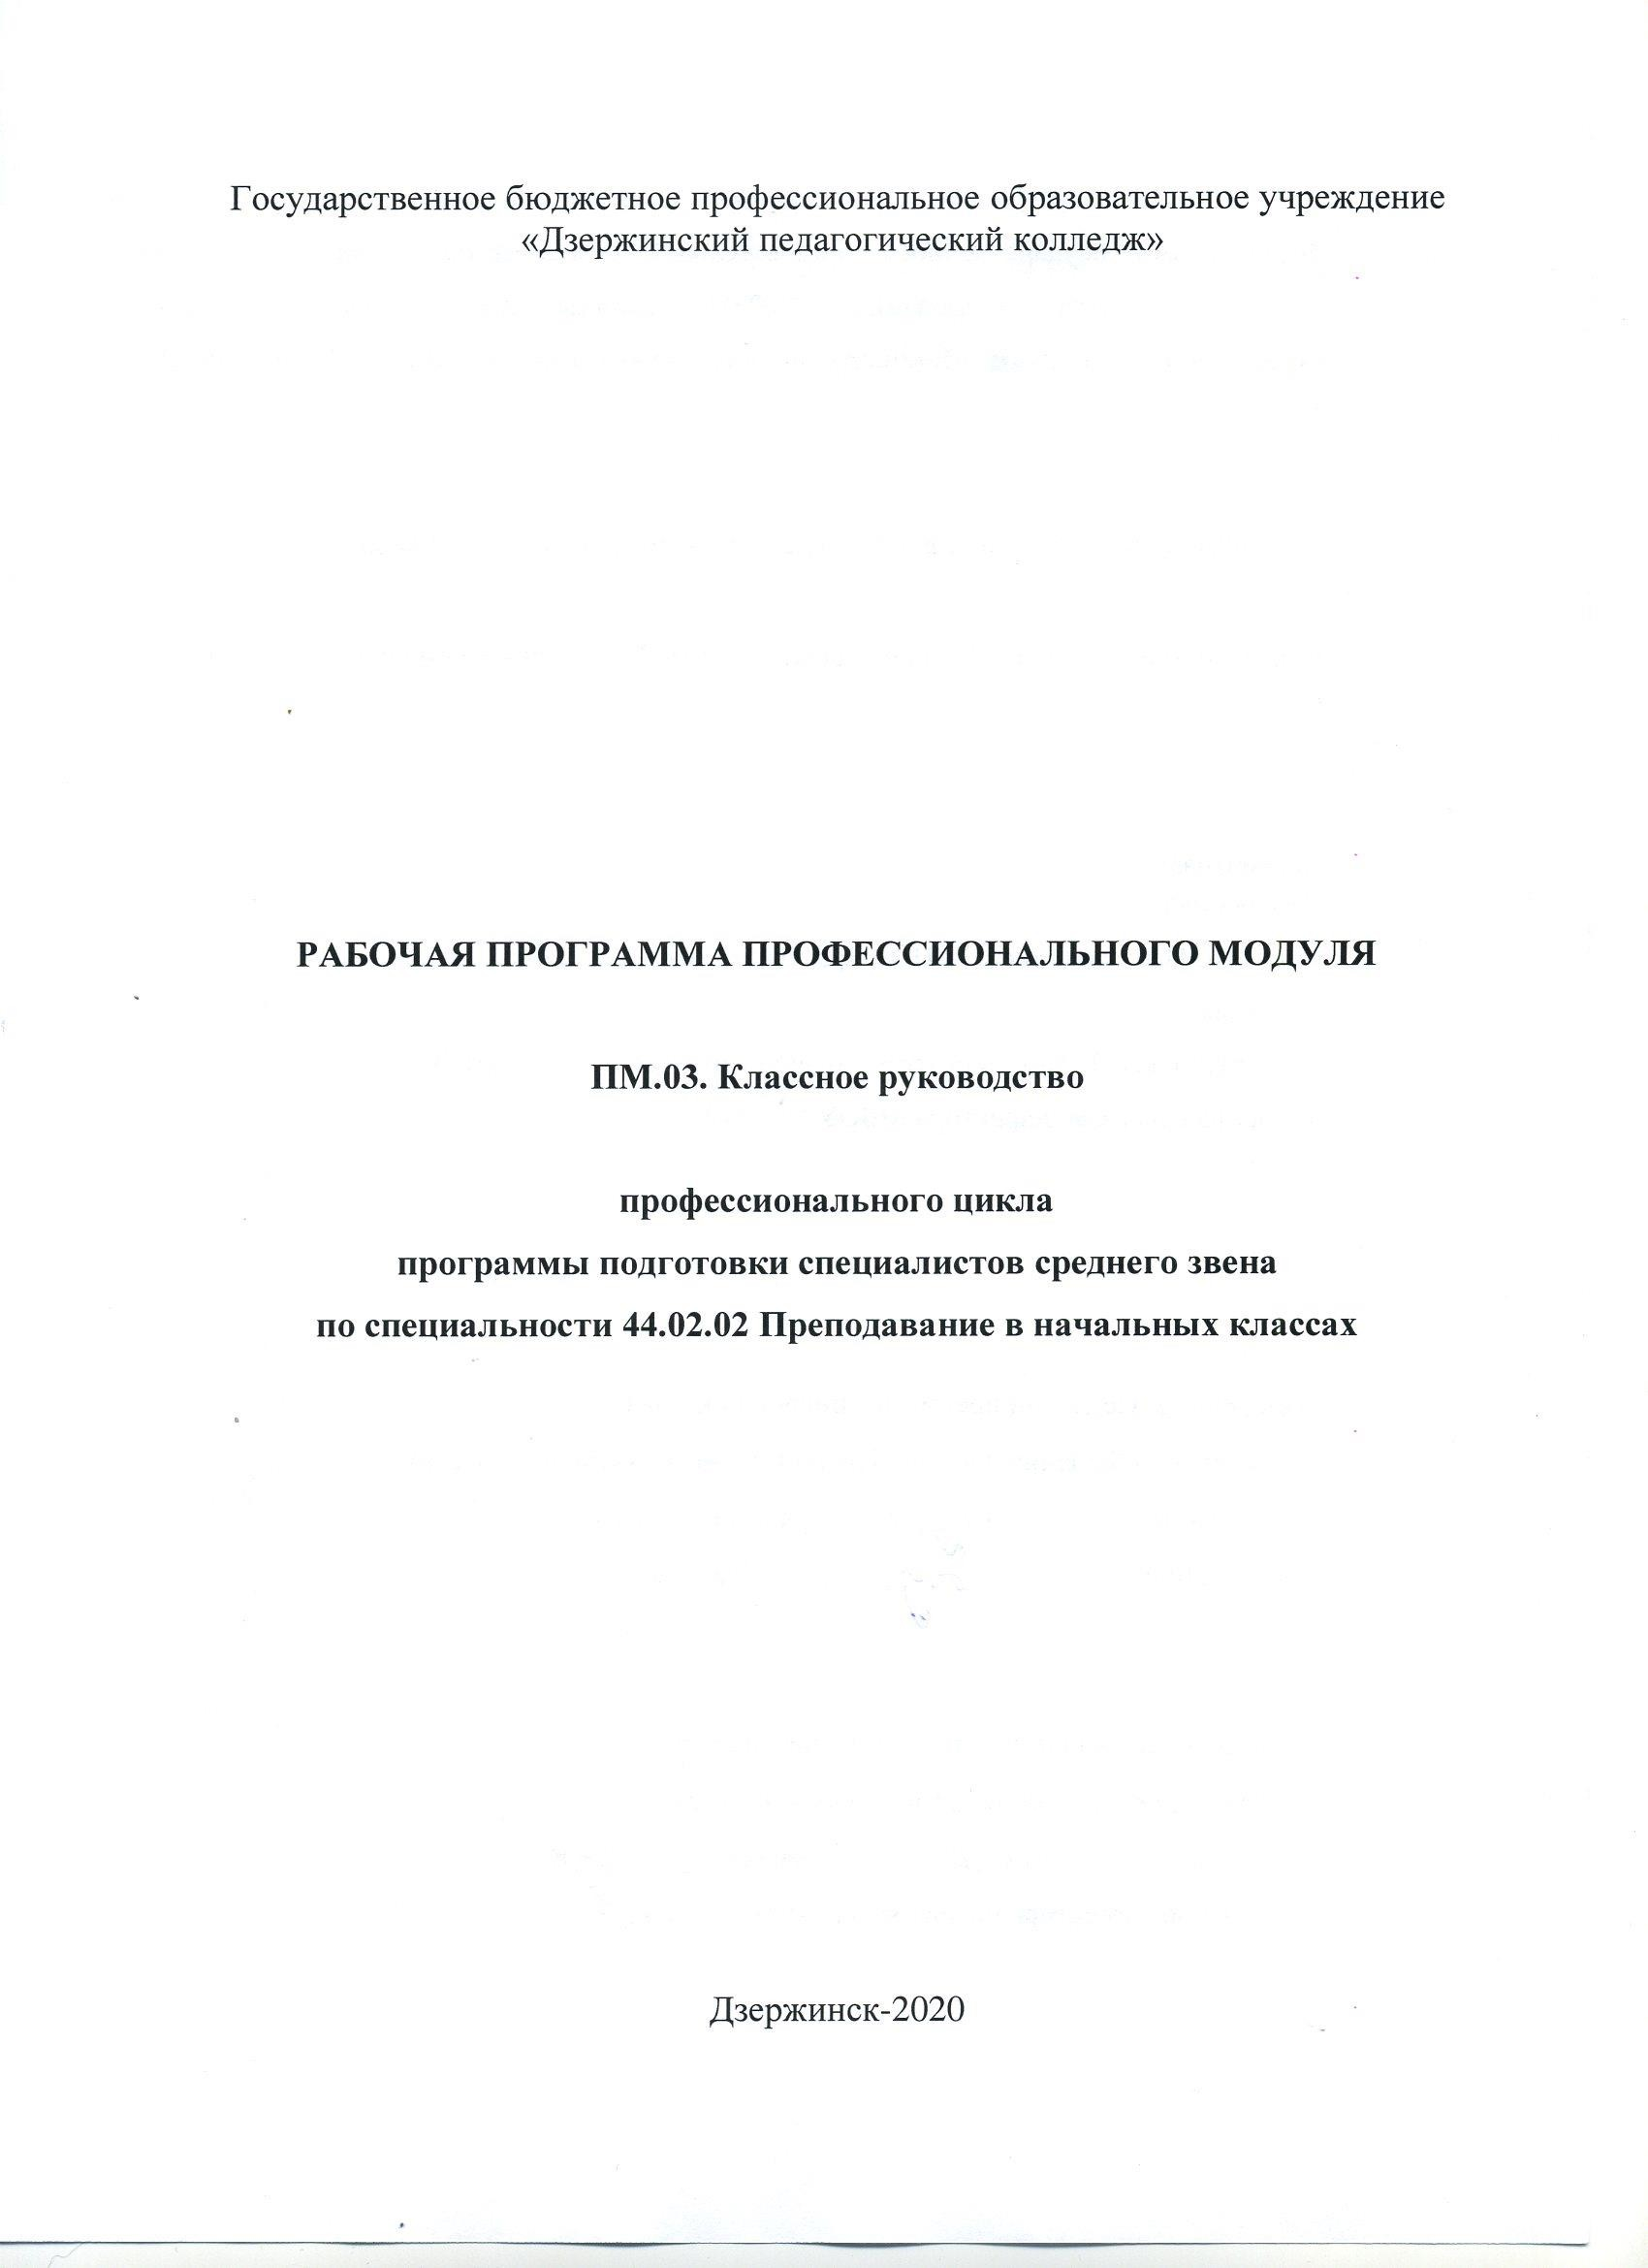 Государственное бюджетное профессиональное образовательное учреждение
«Дзержинский педагогический колледж»
РАБОЧАЯ ПРОГРАММА ПРОФЕССИОНАЛЬНОГО МОДУЛЯ
ПМ.03. Классное руководство
профессионального цикла
программы подготовки специалистов среднего звена
по специальности 44.02.02 Преподавание в начальных классах
Дзержинск-2020